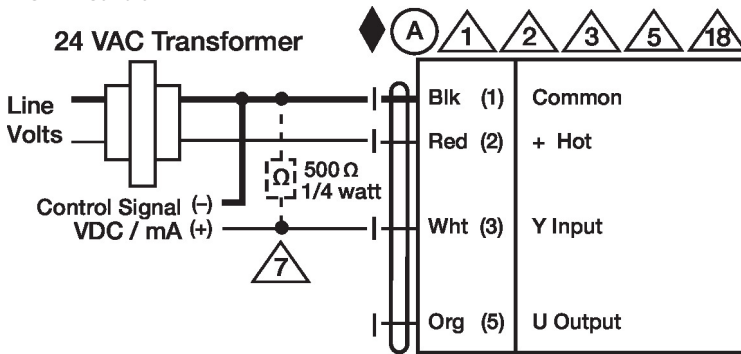 24 VAC Transformer
A 1 2 3 5 18
Line
Volts
Blk (1) Common
Red (2) + Hot
Ω 500 Ω
1/4 watt
Control Signal (–)
VDC / mA (+)
Wht (3) Y Input
7
Org (5) U Output